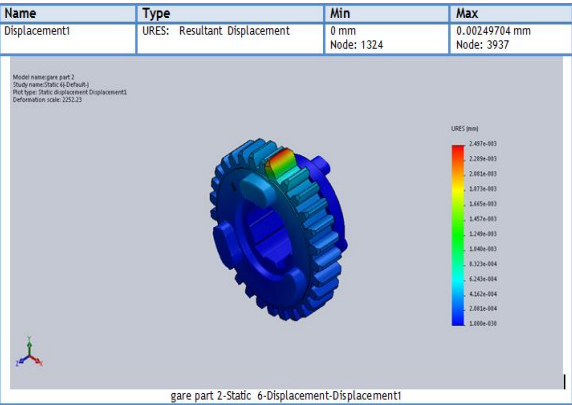 Name Type Min Max
Displacement1 URES: Resultant Displacement 0 mm 0.00249704 mm
Node: 1324 Node: 3937
Model name:gare part 2
Study name:Static 6(-Default-)
Plot type: Static displacement Displacement1
Deformation scale: 2252.23
URES (mm)
2.497e-003
2.289e-003
2.081e-003
1.873e-003
1.665e-003
1.457e-003
1.249e-003
1.040e-003
8.323e-004
6.243e-004
4.162e-004
2.081e-004
1.000e-030
Y
Z X
gare part 2-Static 6-Displacement-Displacement1